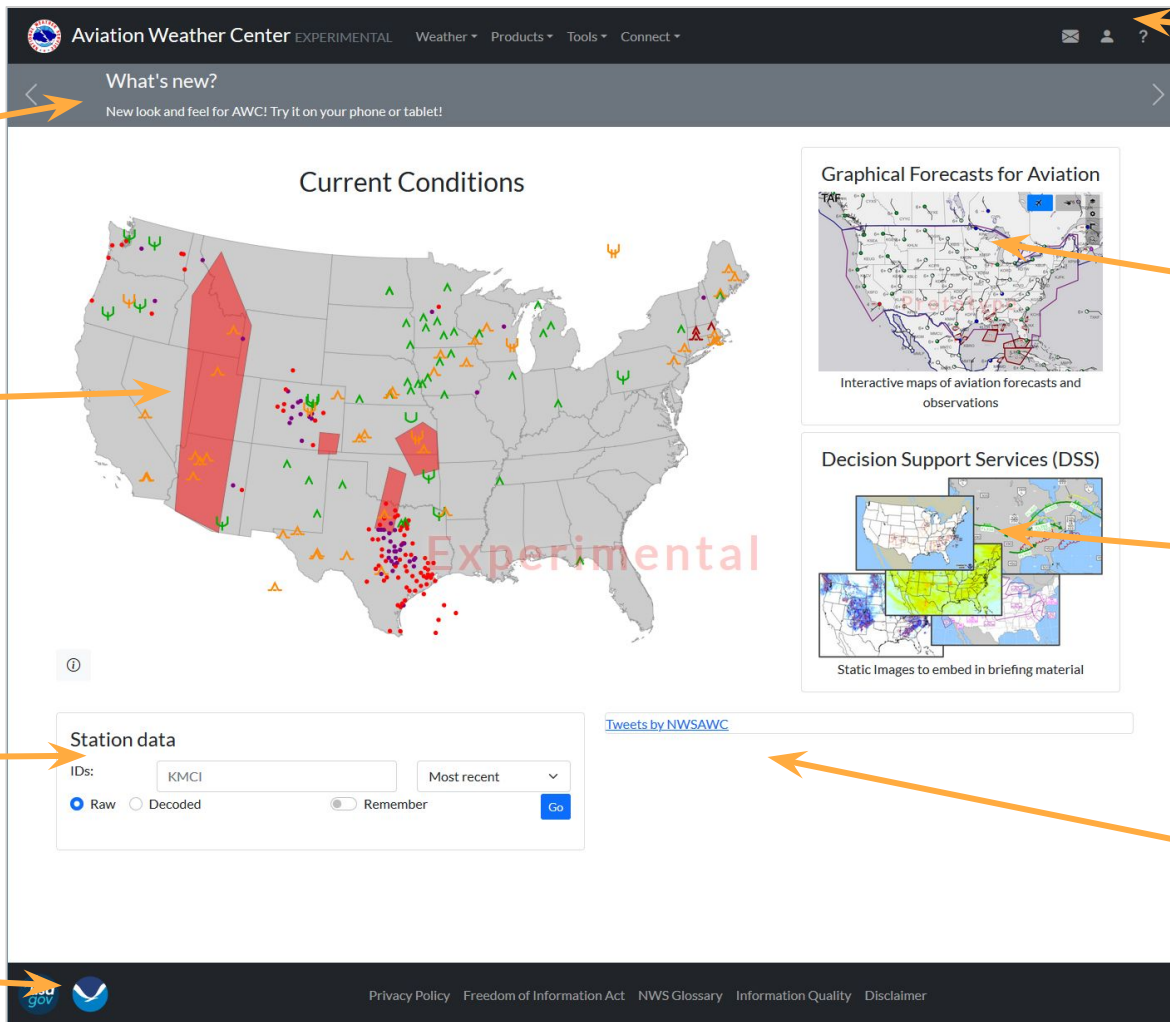 Aviation Weather Center EXPERIMENTAL Weather Products Tools Connect ?
What's new?
New look and feel for AWC! Try it on your phone or tablet!
Current Conditions
Experimental
Graphical Forecasts for Aviation
TAF
Interactive maps of aviation forecasts and
observations
Decision Support Services (DSS)
Static Images to embed in briefing material
Station data
IDs: KMCI Most recent
Raw Decoded Remember Go
Tweets by NWSAWC
gov
Privacy Policy Freedom of Information Act NWS Glossary Information Quality Disclaimer